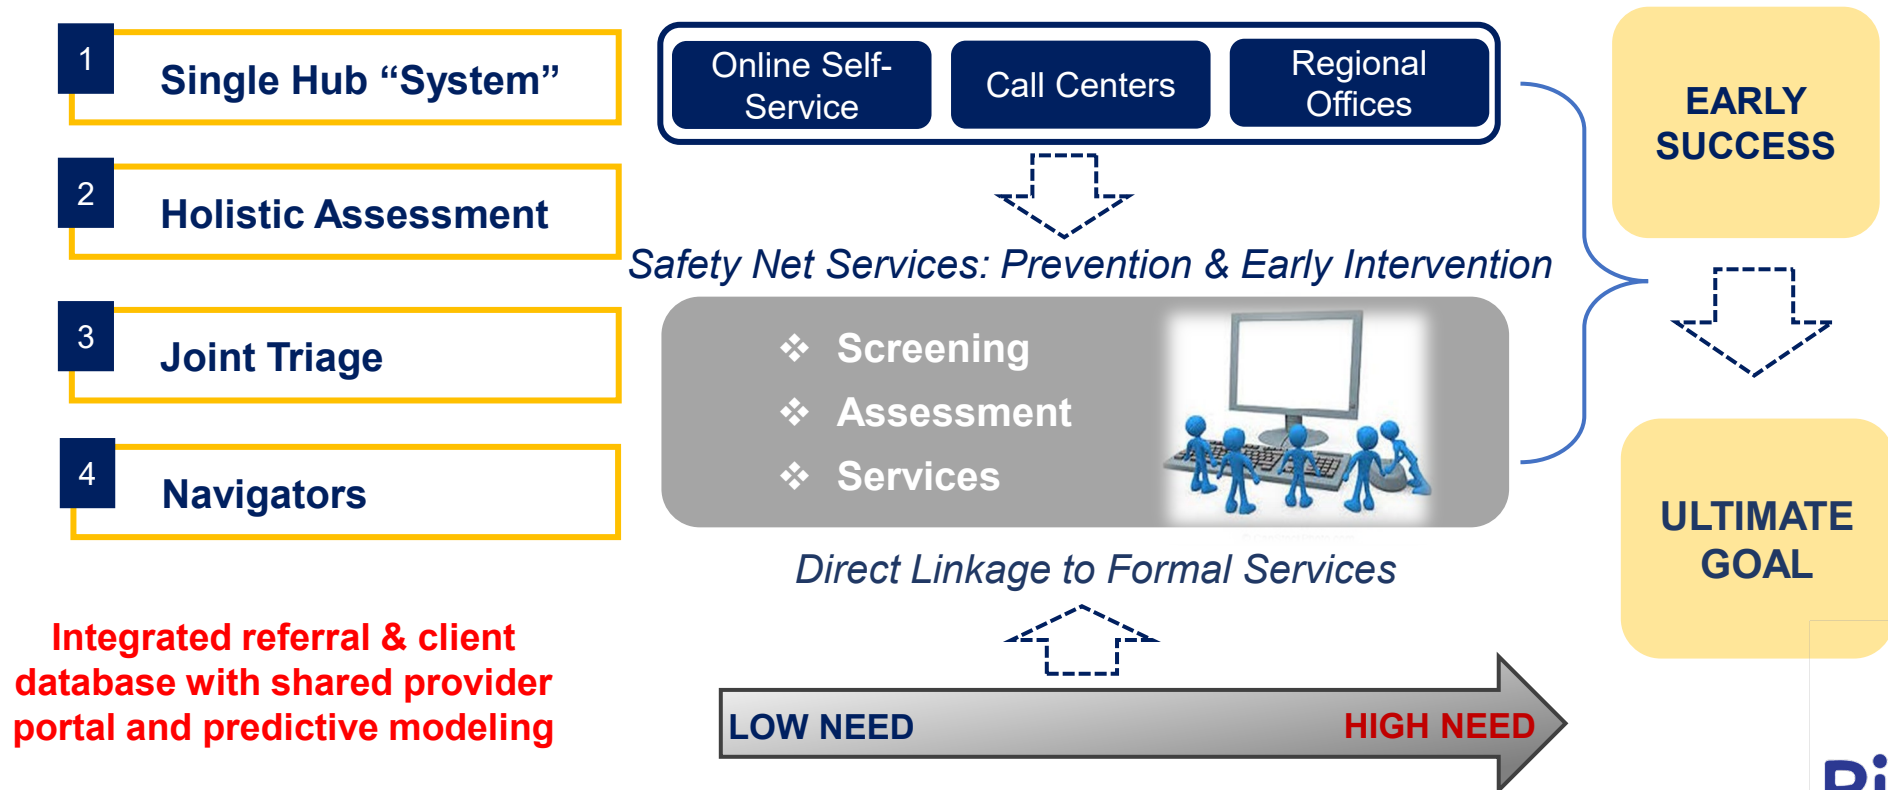 1
Single Hub “System”
2
Holistic Assessment
3
Joint Triage
4
Navigators
Integrated referral & client
database with shared provider
portal and predictive modeling
Online Self-
Service
Call Centers
Regional
Offices
Safety Net Services: Prevention & Early Intervention
❖ Screening
❖ Assessment
❖ Services
Direct Linkage to Formal Services
LOW NEED
HIGH NEED
EARLY
SUCCESS
ULTIMATE
GOAL